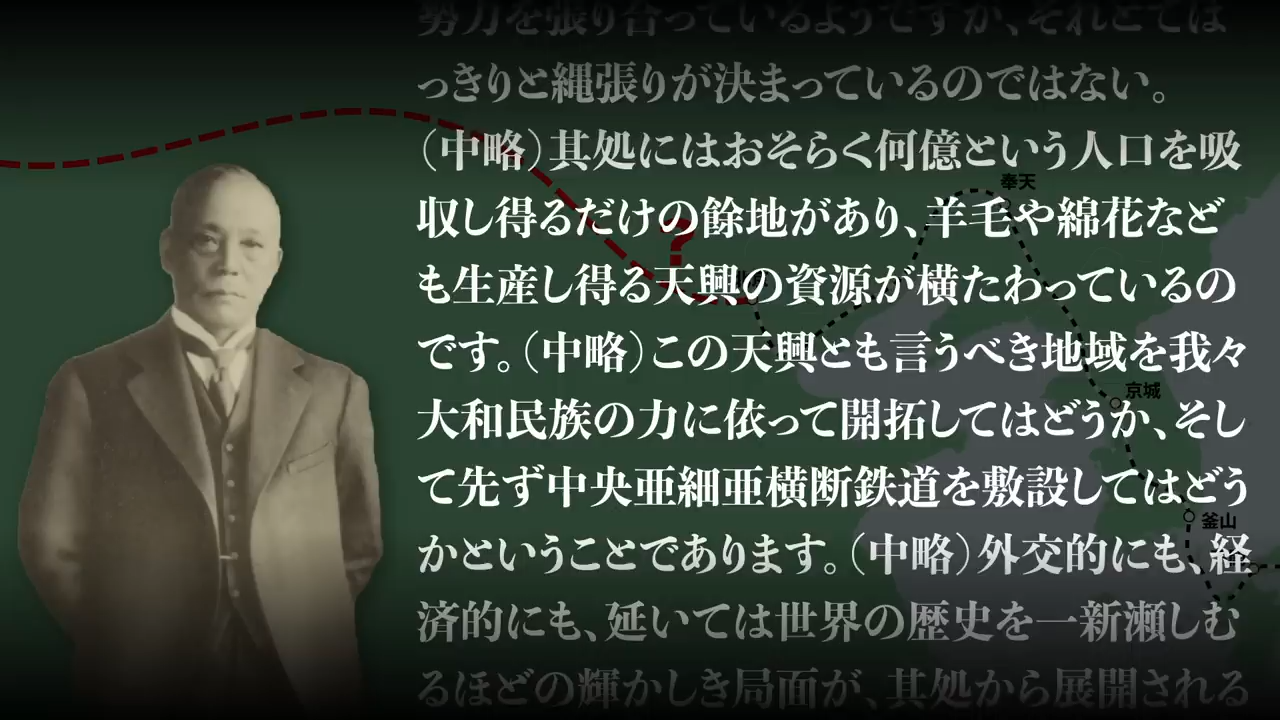 勢力を張り合っているようですが、それとては
っきりと縄張りが決まっているのではない。
（中略）其処にはおそらく何億という人口を吸
収し得るだけの餘地があり、羊毛や綿花など
も生産し得る天興の資源が横たわっているの
です。（中略）この天興とも言うべき地域を我々
大和民族の力に依って開拓してはどうか、そし
て先ず中央亜細亜横断鉄道を敷設してはどう
かということであります。（中略）外交的にも、経
済的にも、延いては世界の歴史を一新瀬しむ
るほどの輝かしき局面が、其処から展開される
奉天
京城
釜山
？